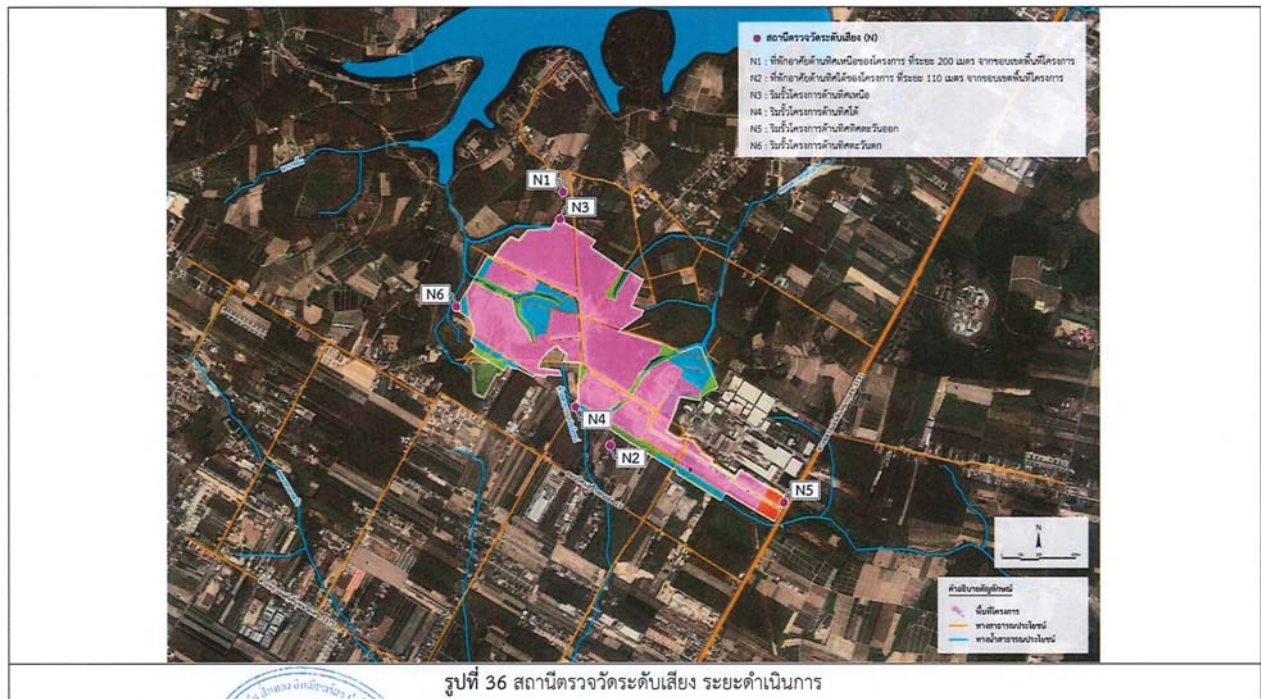 สถานีตรวจวัดระดับเสียง (N)
N1 : ที่พักอาศัยด้านทิศเหนือของโครงการ ที่ระยะ 200 เมตร จากขอบเขตพื้นที่โครงการ
N2 : ที่พักอาศัยด้านทิศใต้ของโครงการ ที่ระยะ 110 เมตร จากขอบเขตพื้นที่โครงการ
N3 : ริมรั้วโครงการด้านทิศเหนือ
N4 : ริมรั้วโครงการด้านทิศใต้
N5 : ริมรั้วโครงการด้านทิศทิศตะวันออก
N6 : ริมรั้วโครงการด้านทิศตะวันตก
N1
N3
N6
N4
N2
N5
N
คำอธิบายสัญลักษณ์
พื้นที่โครงการ
ทางสาธารณประโยชน์
ทางน้ำสาธารณประโยชน์
รูปที่ 36 สถานีตรวจวัดระดับเสียง ระยะดำเนินการ